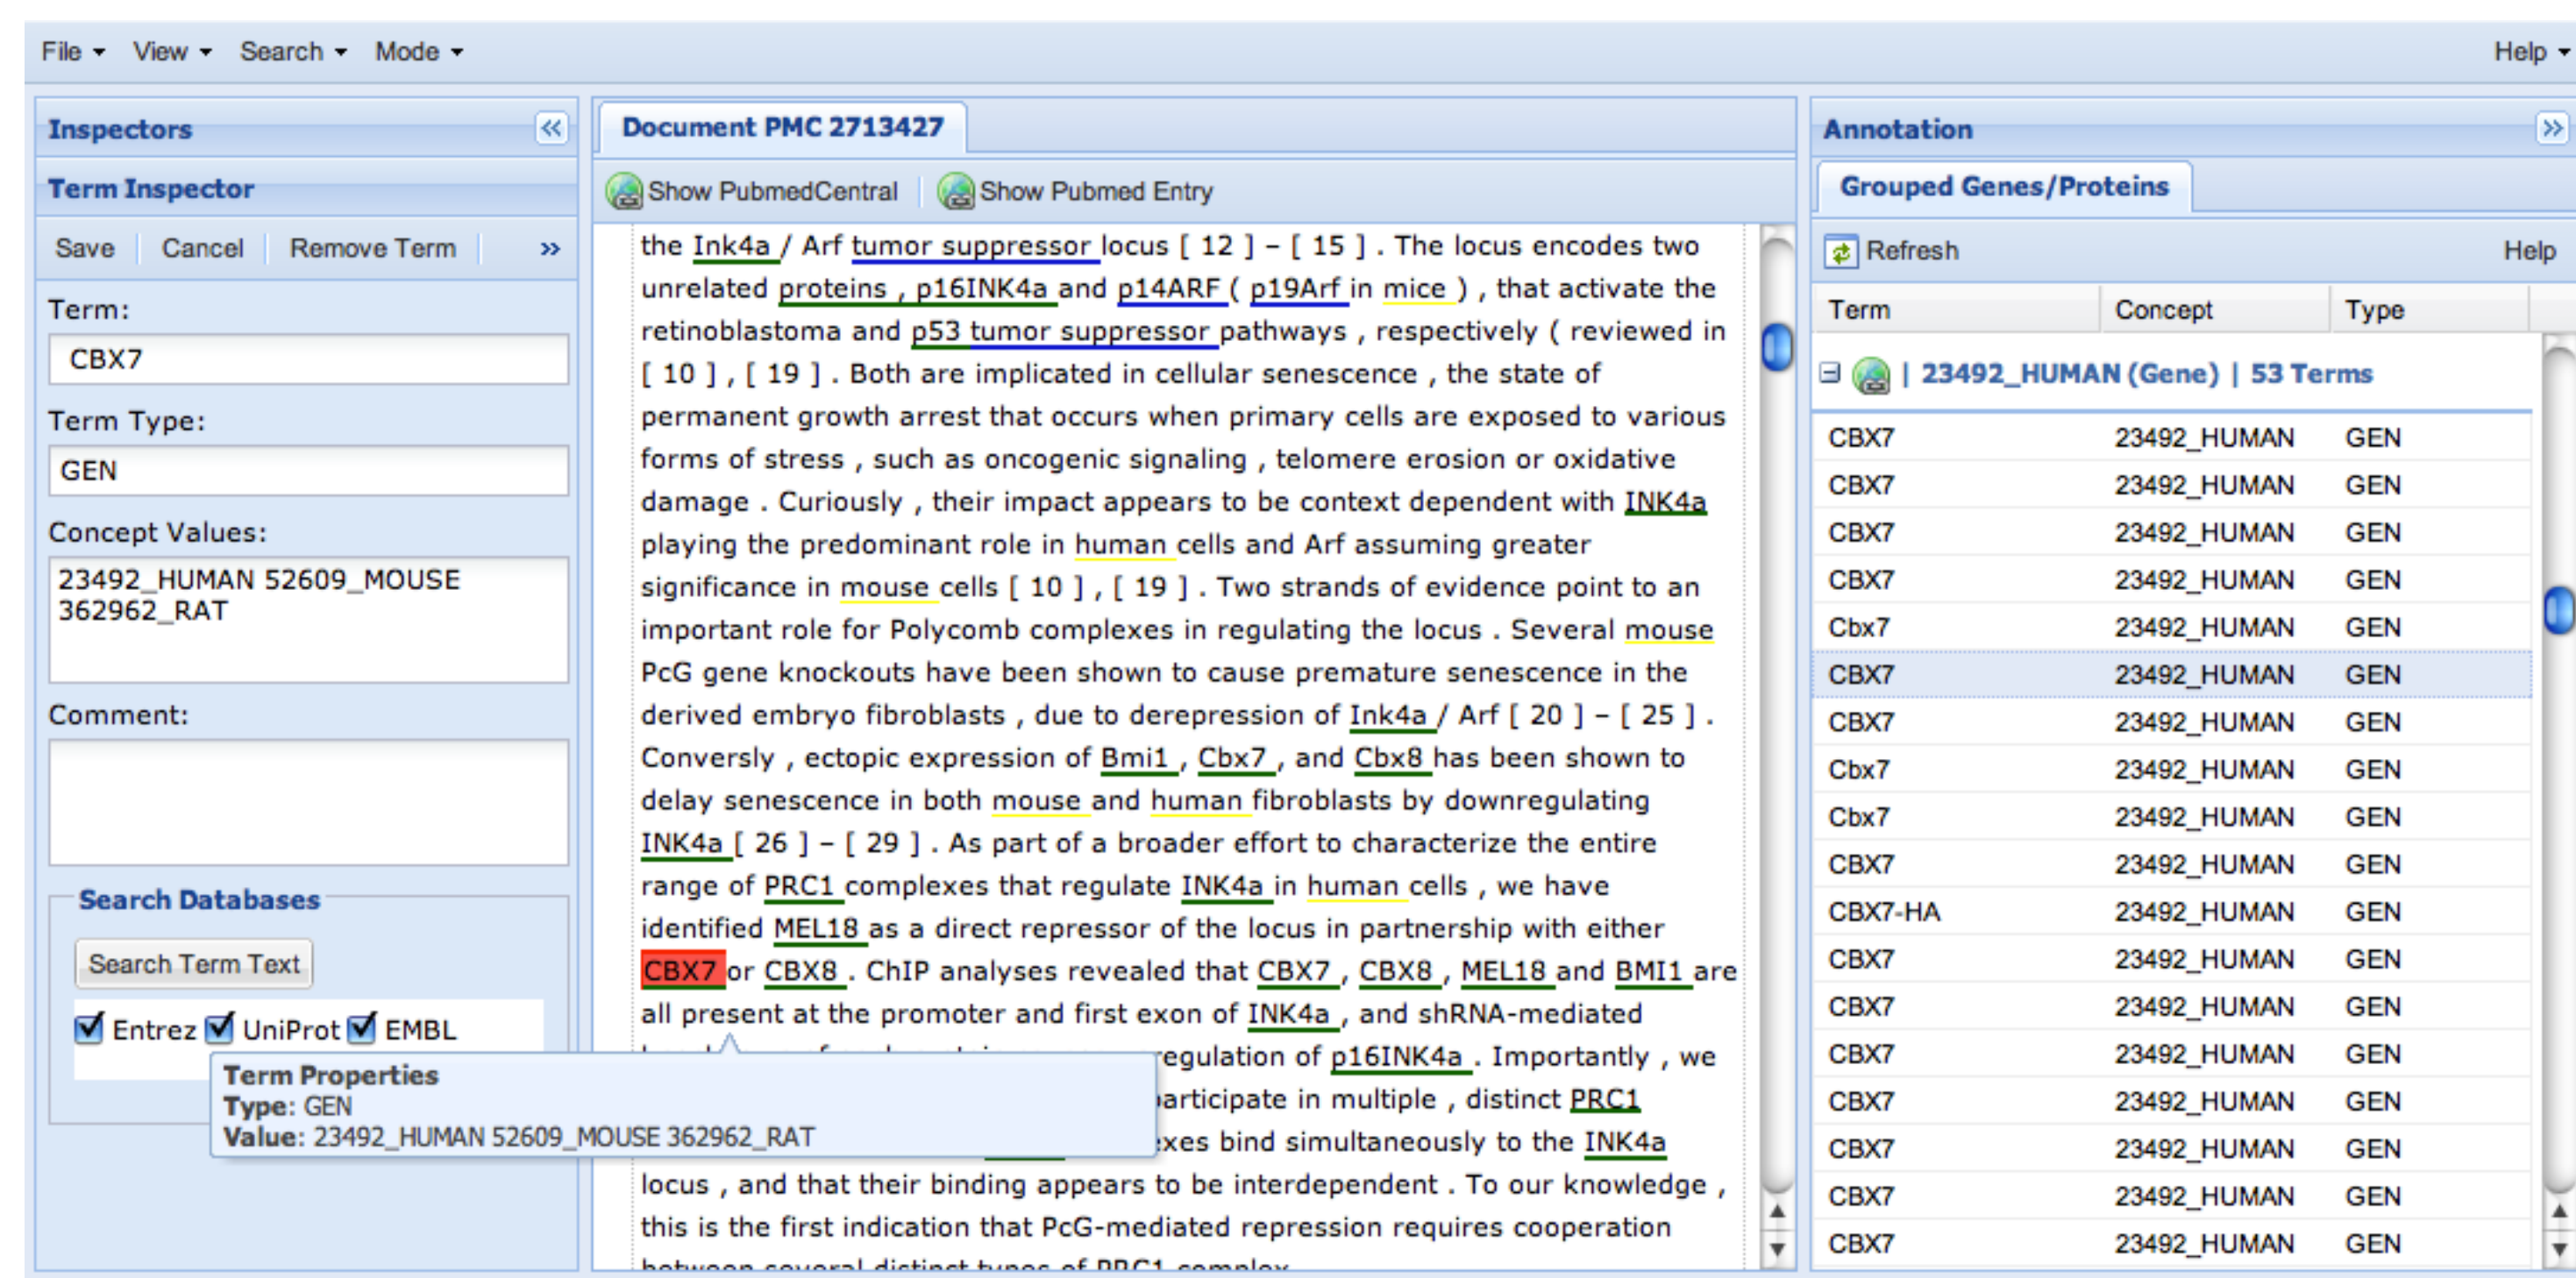 File View Search Mode Help
Inspectors
Term Inspector
Save Cancel Remove Term »
Term:
CBX7
Term Type:
GEN
Concept Values:
23492_HUMAN 52609_MOUSE
362962_RAT
Comment:
Search Databases
Search Term Text
Entrez UniProt EMBL
Term Properties
Type: GEN
Value: 23492_HUMAN 52609_MOUSE 362962_RAT
Document PMC 2713427
Show PubmedCentral Show Pubmed Entry
the Ink4a / Arf tumor suppressor locus [ 12 ] – [ 15 ] . The locus encodes two
unrelated proteins , p16INK4a and p14ARF ( p19Arf in mice ) , that activate the
retinoblastoma and p53 tumor suppressor pathways , respectively ( reviewed in
[ 10 ] , [ 19 ] . Both are implicated in cellular senescence , the state of
permanent growth arrest that occurs when primary cells are exposed to various
forms of stress , such as oncogenic signaling , telomere erosion or oxidative
damage . Curiously , their impact appears to be context dependent with INK4a
playing the predominant role in human cells and Arf assuming greater
significance in mouse cells [ 10 ] , [ 19 ] . Two strands of evidence point to an
important role for Polycomb complexes in regulating the locus . Several mouse
PcG gene knockouts have been shown to cause premature senescence in the
derived embryo fibroblasts , due to derepression of Ink4a / Arf [ 20 ] – [ 25 ] .
Conversly , ectopic expression of Bmi1 , Cbx7 , and Cbx8 has been shown to
delay senescence in both mouse and human fibroblasts by downregulating
INK4a [ 26 ] – [ 29 ] . As part of a broader effort to characterize the entire
range of PRC1 complexes that regulate INK4a in human cells , we have
identified MEL18 as a direct repressor of the locus in partnership with either
CBX7 or CBX8 . ChIP analyses revealed that CBX7 , CBX8 , MEL18 and BMI1 are
all present at the promoter and first exon of INK4a , and shRNA-mediated
egulation of p16INK4a . Importantly , we
articipate in multiple , distinct PRC1
xes bind simultaneously to the INK4a
locus , and that their binding appears to be interdependent . To our knowledge ,
this is the first indication that PcG-mediated repression requires cooperation
between several distinct types of PRC1 complex
Annotation
Grouped Genes/Proteins
Refresh Help
Term Concept Type
| 23492_HUMAN (Gene) | 53 Terms
CBX7 23492_HUMAN GEN
CBX7 23492_HUMAN GEN
CBX7 23492_HUMAN GEN
CBX7 23492_HUMAN GEN
Cbx7 23492_HUMAN GEN
CBX7 23492_HUMAN GEN
CBX7 23492_HUMAN GEN
Cbx7 23492_HUMAN GEN
Cbx7 23492_HUMAN GEN
CBX7 23492_HUMAN GEN
CBX7-HA 23492_HUMAN GEN
CBX7 23492_HUMAN GEN
CBX7 23492_HUMAN GEN
CBX7 23492_HUMAN GEN
CBX7 23492_HUMAN GEN
CBX7 23492_HUMAN GEN
CBX7 23492_HUMAN GEN
CBX7 23492_HUMAN GEN